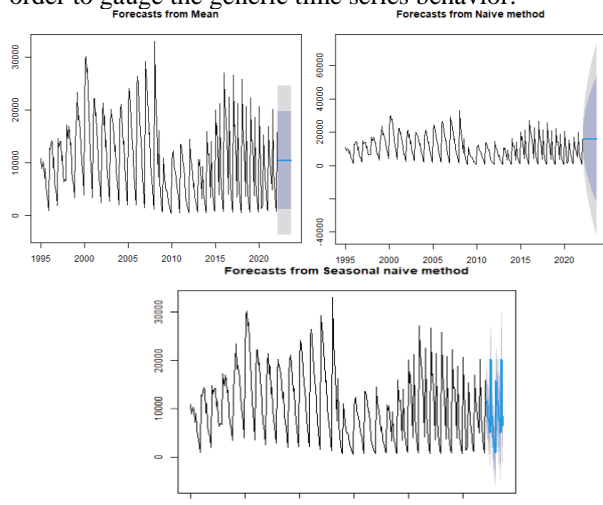 order to gauge the generic time series behavior.
Forecasts from Mean
Forecasts from Naive method
30000
20000
10000
0
1995 2000 2005 2010 2015 2020
60000
40000
20000
0
-40000
1995 2000 2005 2010 2015 2020
Forecasts from Seasonal naive method
30000
20000
10000
0